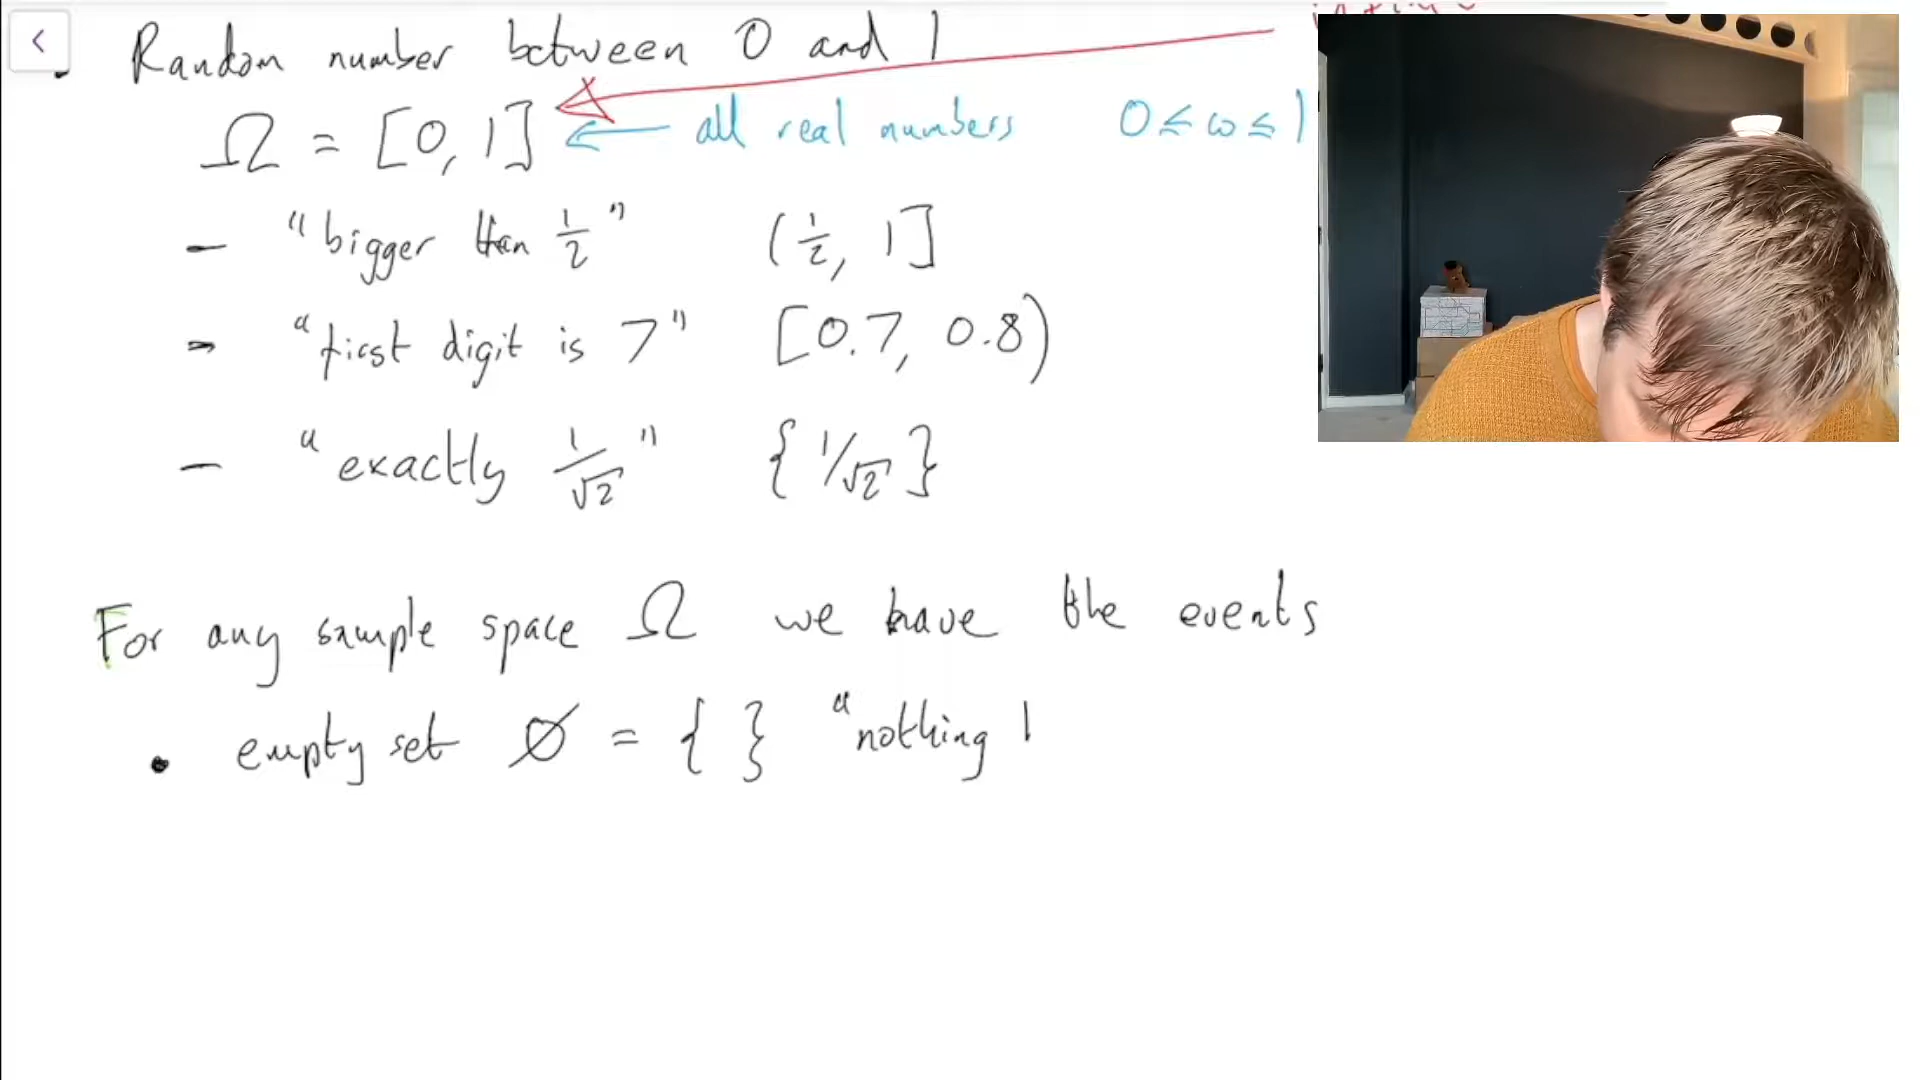 Random number between 0 and 1
Ω = [0, 1] ← all real numbers 0 ≤ ω ≤ 1
– "bigger than 1/2" (1/2, 1]
– "first digit is 7" [0.7, 0.8)
– "exactly 1/√2" {1/√2}
For any sample space Ω we have the events
• empty set ∅ = { } "nothing